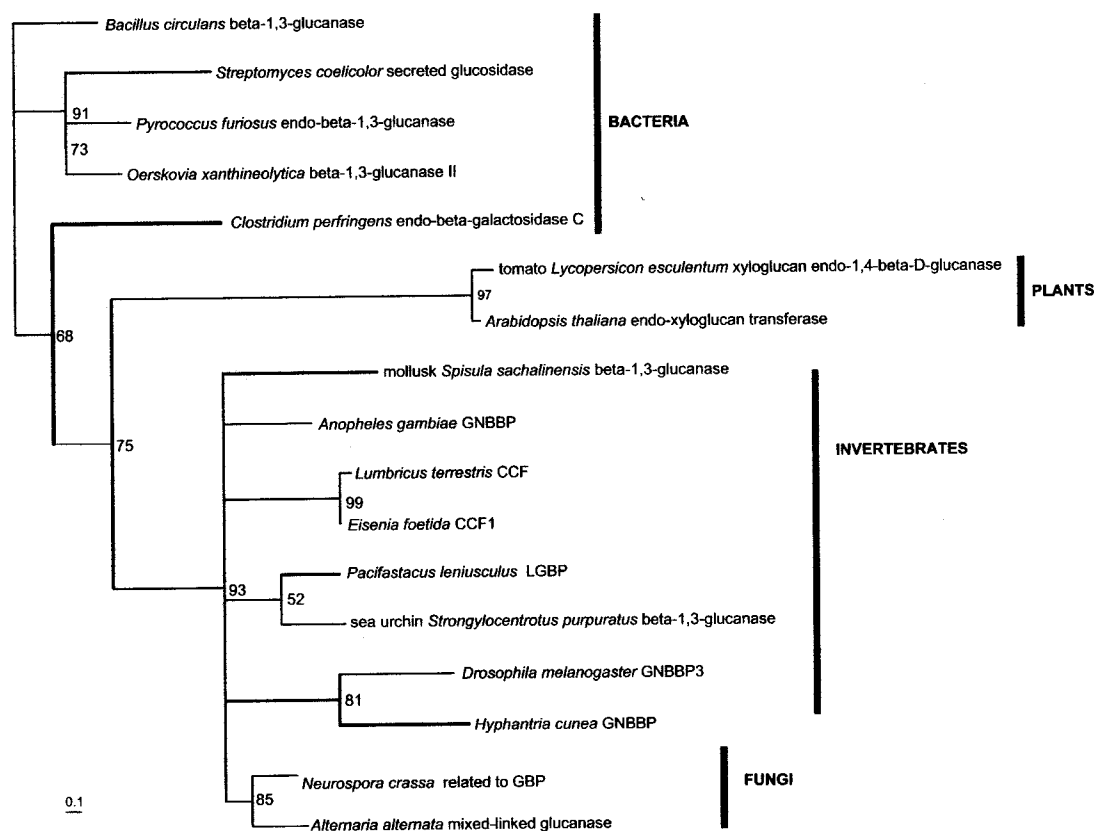 Bacillus circulans beta-1,3-glucanase
Streptomyces coelicolor secreted glucosidase
91
Pyrococcus furiosus endo-beta-1,3-glucanase
BACTERIA
73
Oerskovia xanthineolytica beta-1,3-glucanase II
Clostridium perfringens endo-beta-galactosidase C
tomato Lycopersicon esculentum xyloglucan endo-1,4-beta-D-glucanase
97
PLANTS
Arabidopsis thaliana endo-xyloglucan transferase
68
mollusk Spisula sachalinensis beta-1,3-glucanase
Anopheles gambiae GNBBP
75
INVERTEBRATES
Lumbricus terrestris CCF
99
Eisenia foetida CCF1
Pacifastacus leniusculus LGBP
93
52
sea urchin Strongylocentrotus purpuratus beta-1,3-glucanase
Drosophila melanogaster GNBBP3
81
Hyphantria cunea GNBBP
Neurospora crassa related to GBP
FUNGI
85
0.1
Alternaria alternata mixed-linked glucanase